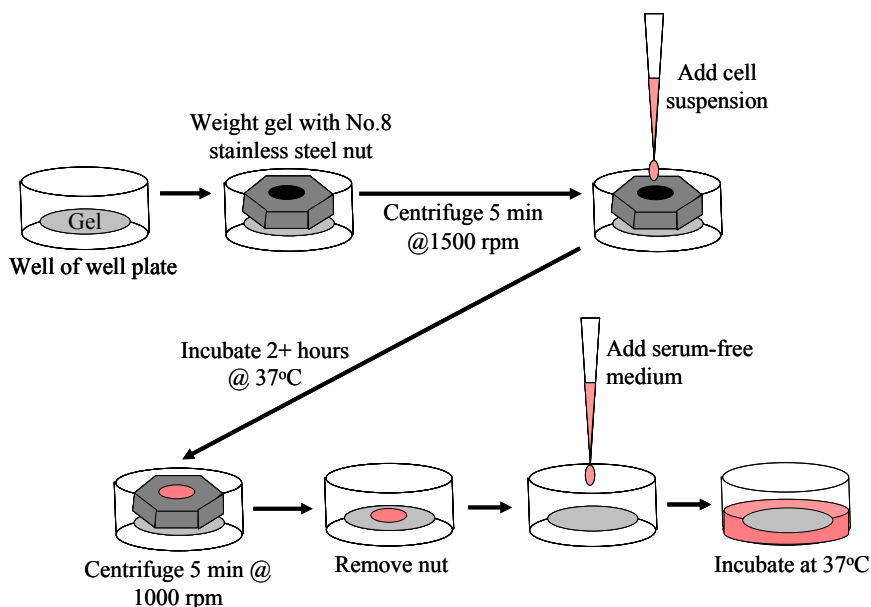 Weight gel with No.8
stainless steel nut
Add cell
suspension
Gel
Well of well plate
Centrifuge 5 min
@1500 rpm
Incubate 2+ hours
@ 37ºC
Add serum-free
medium
Centrifuge 5 min @
1000 rpm
Remove nut
Incubate at 37ºC